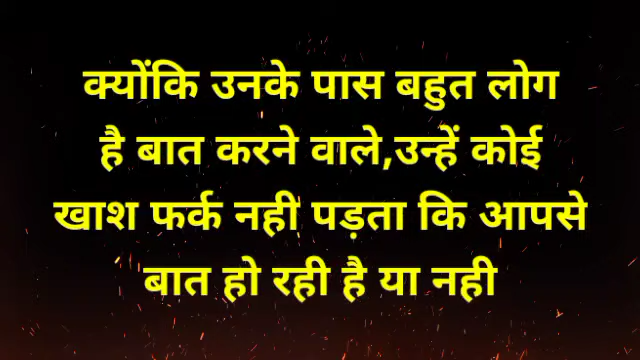 क्योंकि उनके पास बहुत लोग
है बात करने वाले,उन्हें कोई
खाश फर्क नही पड़ता कि आपसे
बात हो रही है या नही